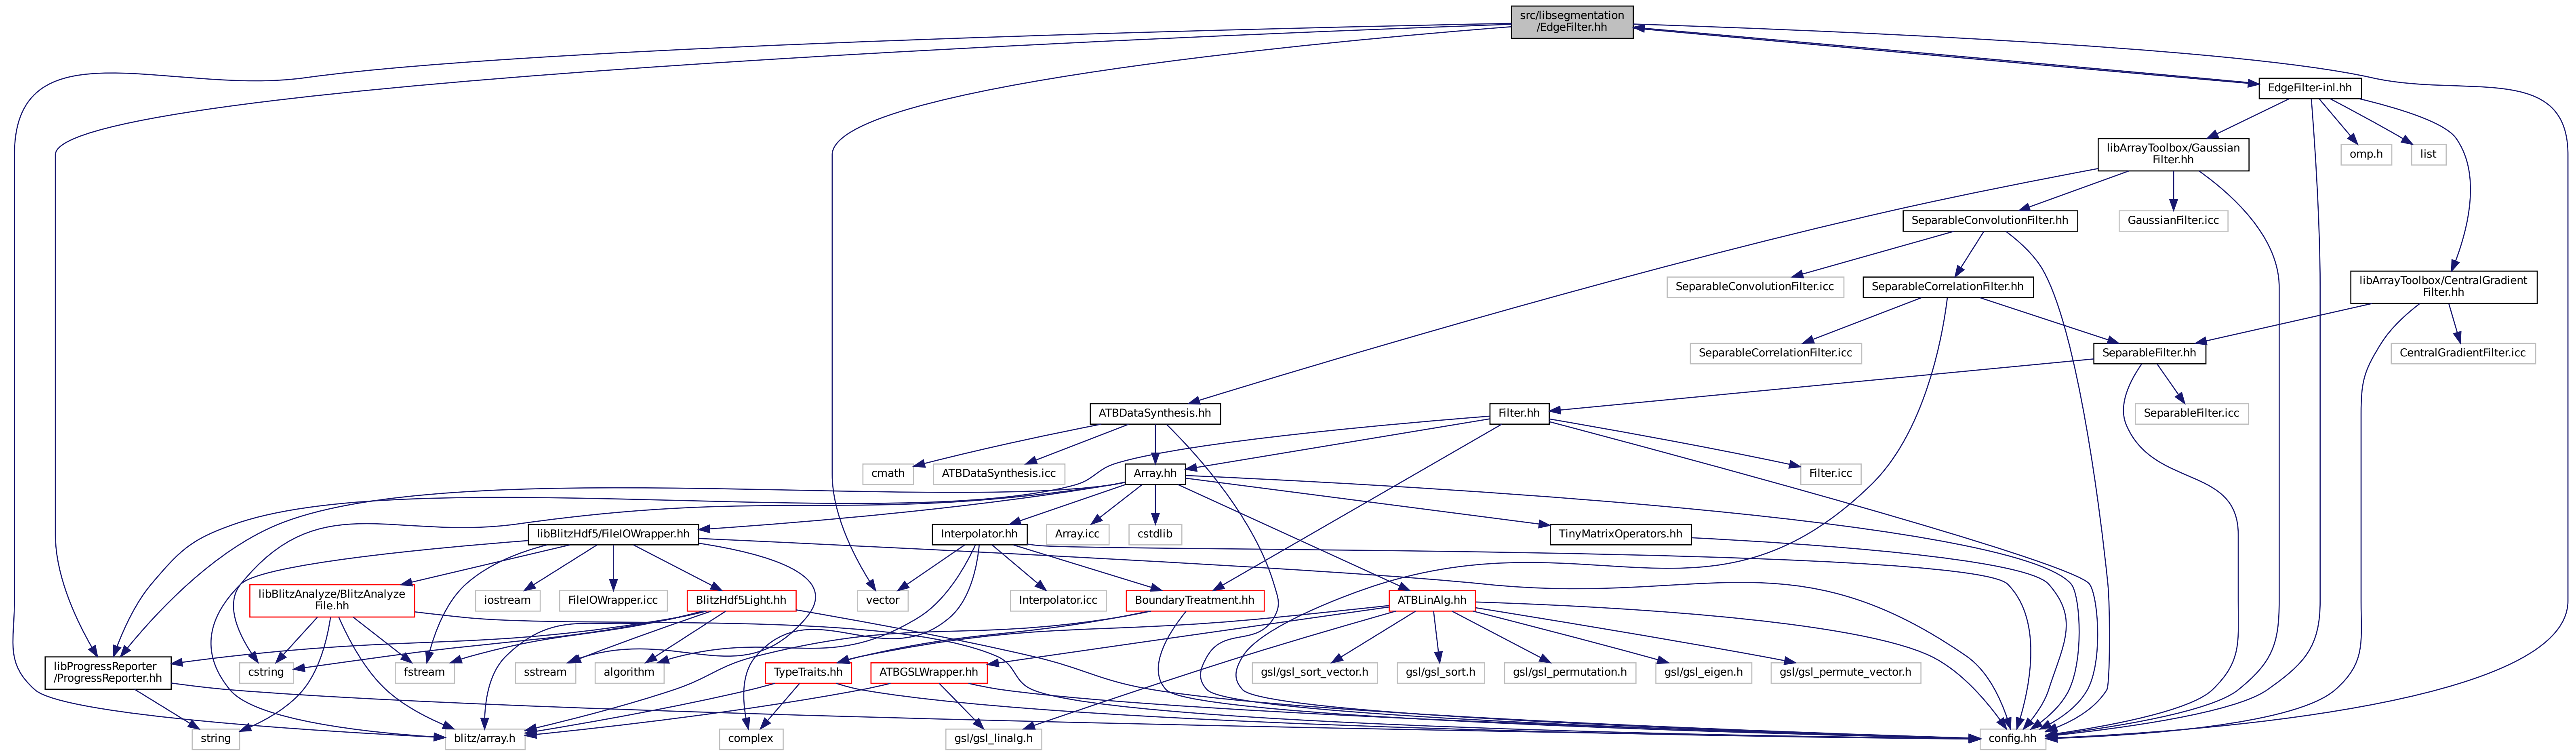 src/libsegmentation
/EdgeFilter.hh
EdgeFilter-inl.hh
libArrayToolbox/Gaussian
Filter.hh
omp.h
list
SeparableConvolutionFilter.hh
GaussianFilter.icc
SeparableConvolutionFilter.icc
SeparableCorrelationFilter.hh
libArrayToolbox/CentralGradient
Filter.hh
SeparableCorrelationFilter.icc
SeparableFilter.hh
CentralGradientFilter.icc
ATBDataSynthesis.hh
Filter.hh
SeparableFilter.icc
cmath
ATBDataSynthesis.icc
Array.hh
Filter.icc
libBlitzHdf5/FileIOWrapper.hh
Interpolator.hh
Array.icc
cstdlib
TinyMatrixOperators.hh
libBlitzAnalyze/BlitzAnalyze
File.hh
iostream
FileIOWrapper.icc
BlitzHdf5Light.hh
vector
Interpolator.icc
BoundaryTreatment.hh
ATBLinAlg.hh
libProgressReporter
/ProgressReporter.hh
cstring
fstream
sstream
algorithm
TypeTraits.hh
ATBGSLWrapper.hh
gsl/gsl_sort_vector.h
gsl/gsl_sort.h
gsl/gsl_permutation.h
gsl/gsl_eigen.h
gsl/gsl_permute_vector.h
string
blitz/array.h
complex
gsl/gsl_linalg.h
config.hh